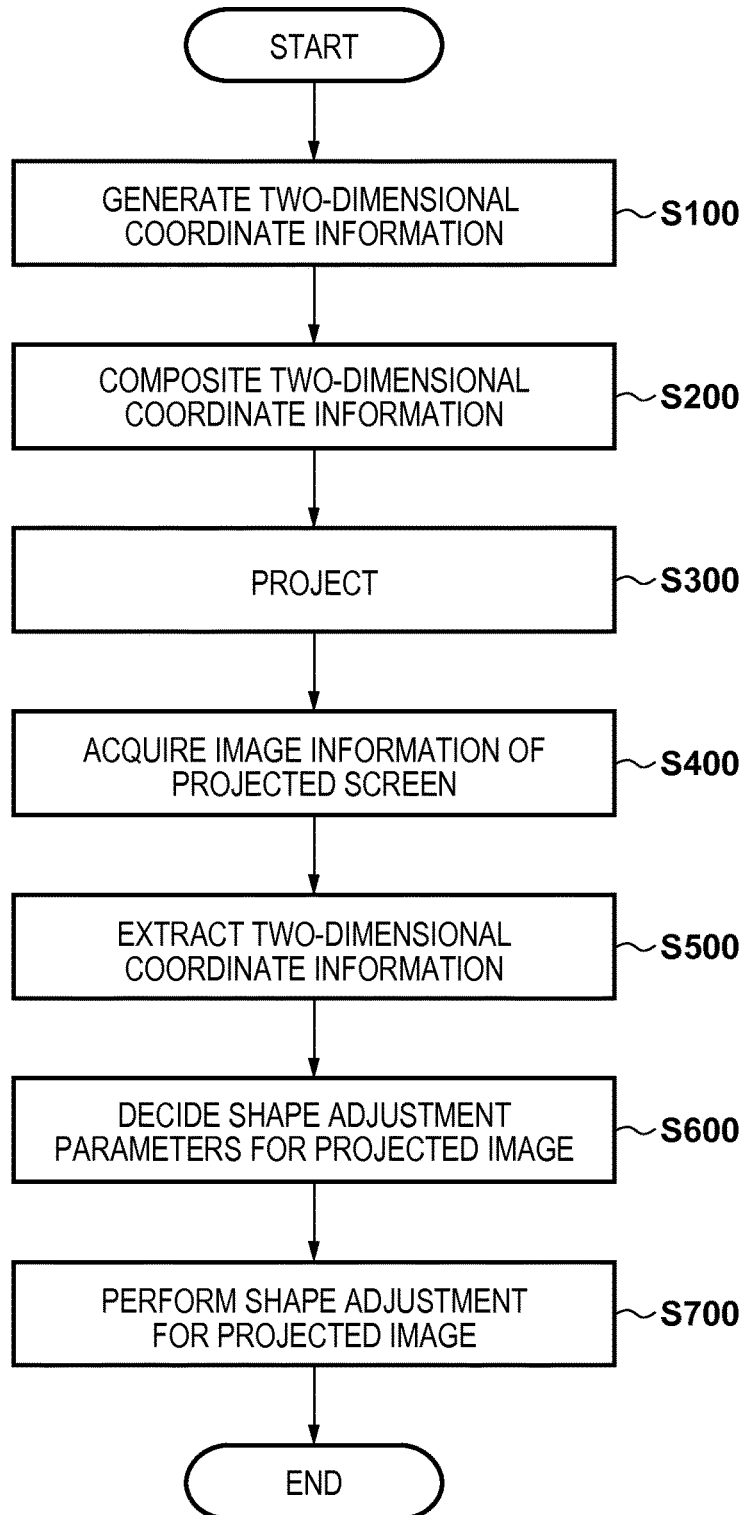 START
GENERATE TWO-DIMENSIONAL
COORDINATE INFORMATION
S100
COMPOSITE TWO-DIMENSIONAL
COORDINATE INFORMATION
S200
PROJECT
S300
ACQUIRE IMAGE INFORMATION OF
PROJECTED SCREEN
S400
EXTRACT TWO-DIMENSIONAL
COORDINATE INFORMATION
S500
DECIDE SHAPE ADJUSTMENT
PARAMETERS FOR PROJECTED IMAGE
S600
PERFORM SHAPE ADJUSTMENT
FOR PROJECTED IMAGE
S700
END